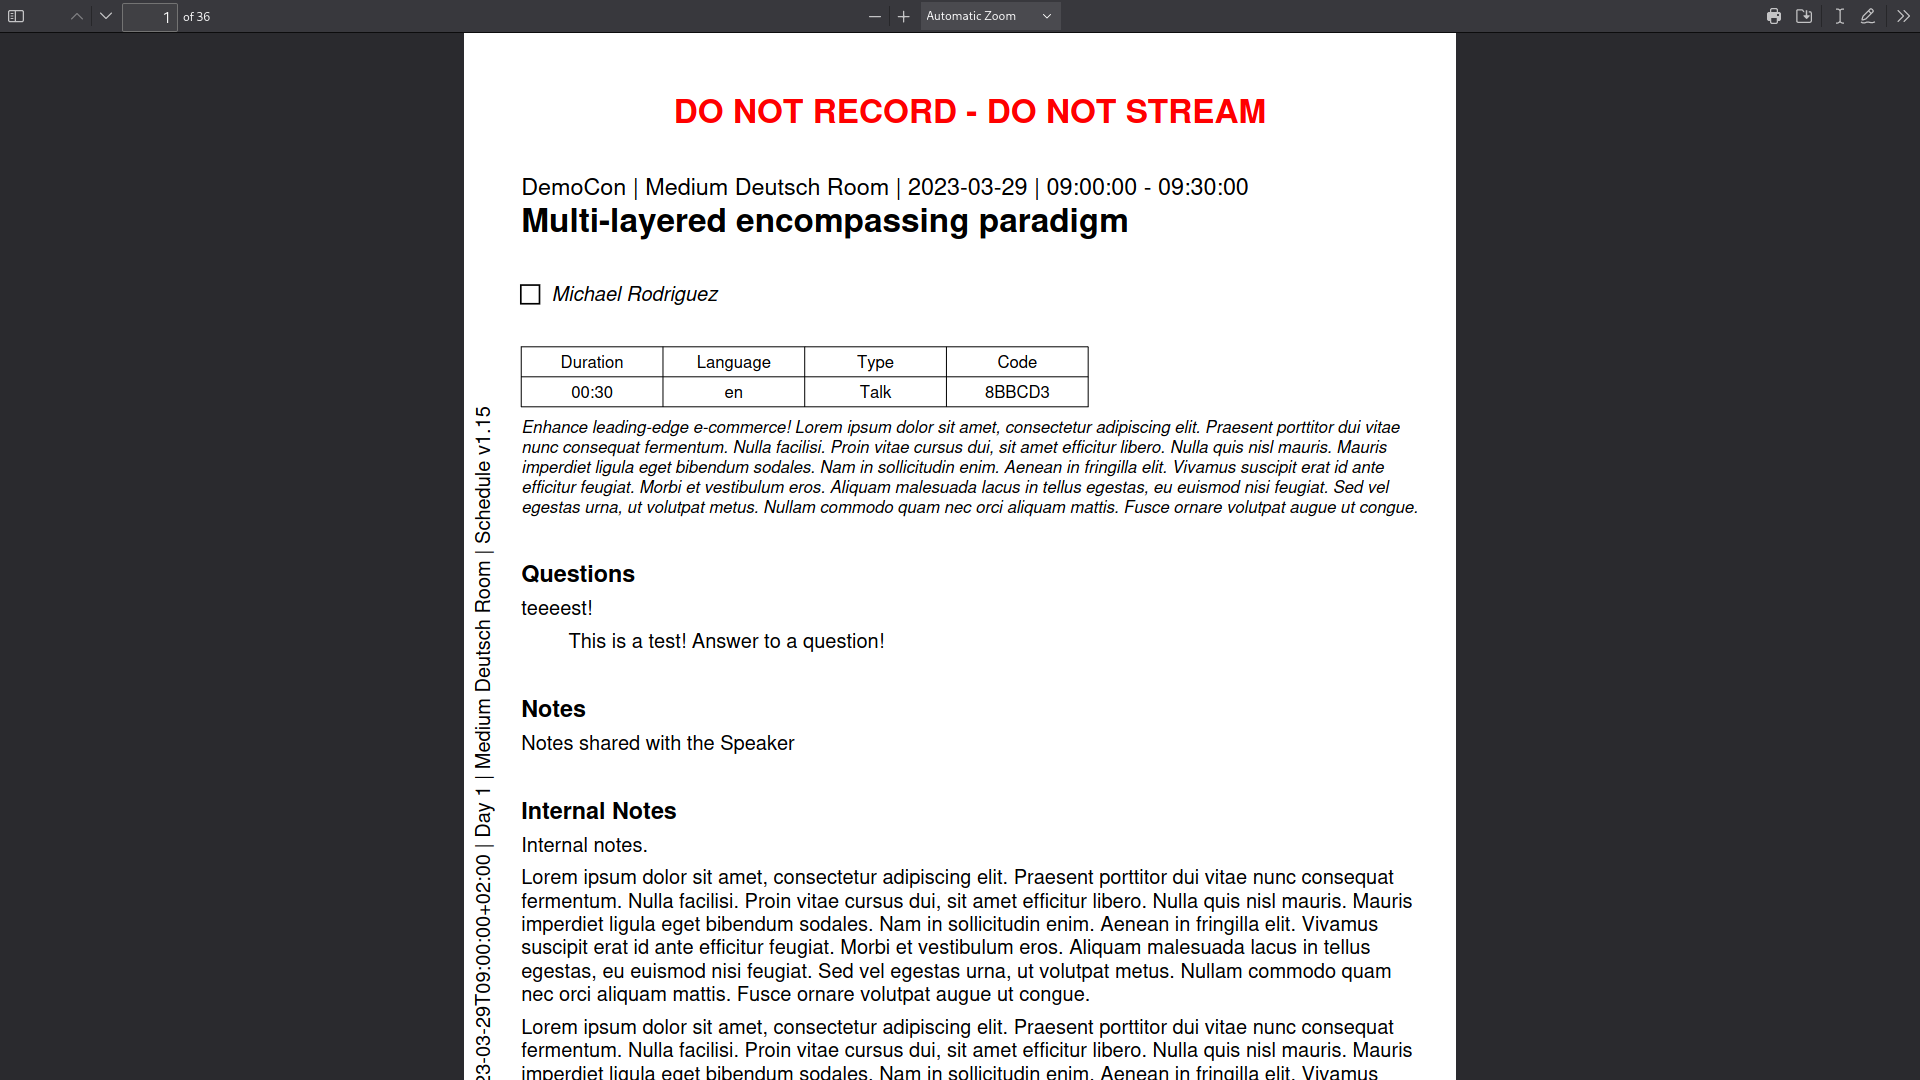 1 of 36 Automatic Zoom
DO NOT RECORD - DO NOT STREAM
DemoCon | Medium Deutsch Room | 2023-03-29 | 09:00:00 - 09:30:00
Multi-layered encompassing paradigm
Michael Rodriguez
Duration Language Type Code
00:30 en Talk 8BBCD3
Enhance leading-edge e-commerce! Lorem ipsum dolor sit amet, consectetur adipiscing elit. Praesent porttitor dui vitae
nunc consequat fermentum. Nulla facilisi. Proin vitae cursus dui, sit amet efficitur libero. Nulla quis nisl mauris. Mauris
imperdiet ligula eget bibendum sodales. Nam in sollicitudin enim. Aenean in fringilla elit. Vivamus suscipit erat id ante
efficitur feugiat. Morbi et vestibulum eros. Aliquam malesuada lacus in tellus egestas, eu euismod nisi feugiat. Sed vel
egestas urna, ut volutpat metus. Nullam commodo quam nec orci aliquam mattis. Fusce ornare volutpat augue ut congue.
Questions
teeeest!
This is a test! Answer to a question!
Notes
Notes shared with the Speaker
Internal Notes
Internal notes.
Lorem ipsum dolor sit amet, consectetur adipiscing elit. Praesent porttitor dui vitae nunc consequat
fermentum. Nulla facilisi. Proin vitae cursus dui, sit amet efficitur libero. Nulla quis nisl mauris. Mauris
imperdiet ligula eget bibendum sodales. Nam in sollicitudin enim. Aenean in fringilla elit. Vivamus
suscipit erat id ante efficitur feugiat. Morbi et vestibulum eros. Aliquam malesuada lacus in tellus
egestas, eu euismod nisi feugiat. Sed vel egestas urna, ut volutpat metus. Nullam commodo quam
nec orci aliquam mattis. Fusce ornare volutpat augue ut congue.
Lorem ipsum dolor sit amet, consectetur adipiscing elit. Praesent porttitor dui vitae nunc consequat
fermentum. Nulla facilisi. Proin vitae cursus dui, sit amet efficitur libero. Nulla quis nisl mauris. Mauris
imperdiet ligula eget bibendum sodales. Nam in sollicitudin enim. Aenean in fringilla elit. Vivamus
23-03-29T09:00:00+02:00 | Day 1 | Medium Deutsch Room | Schedule v1.15